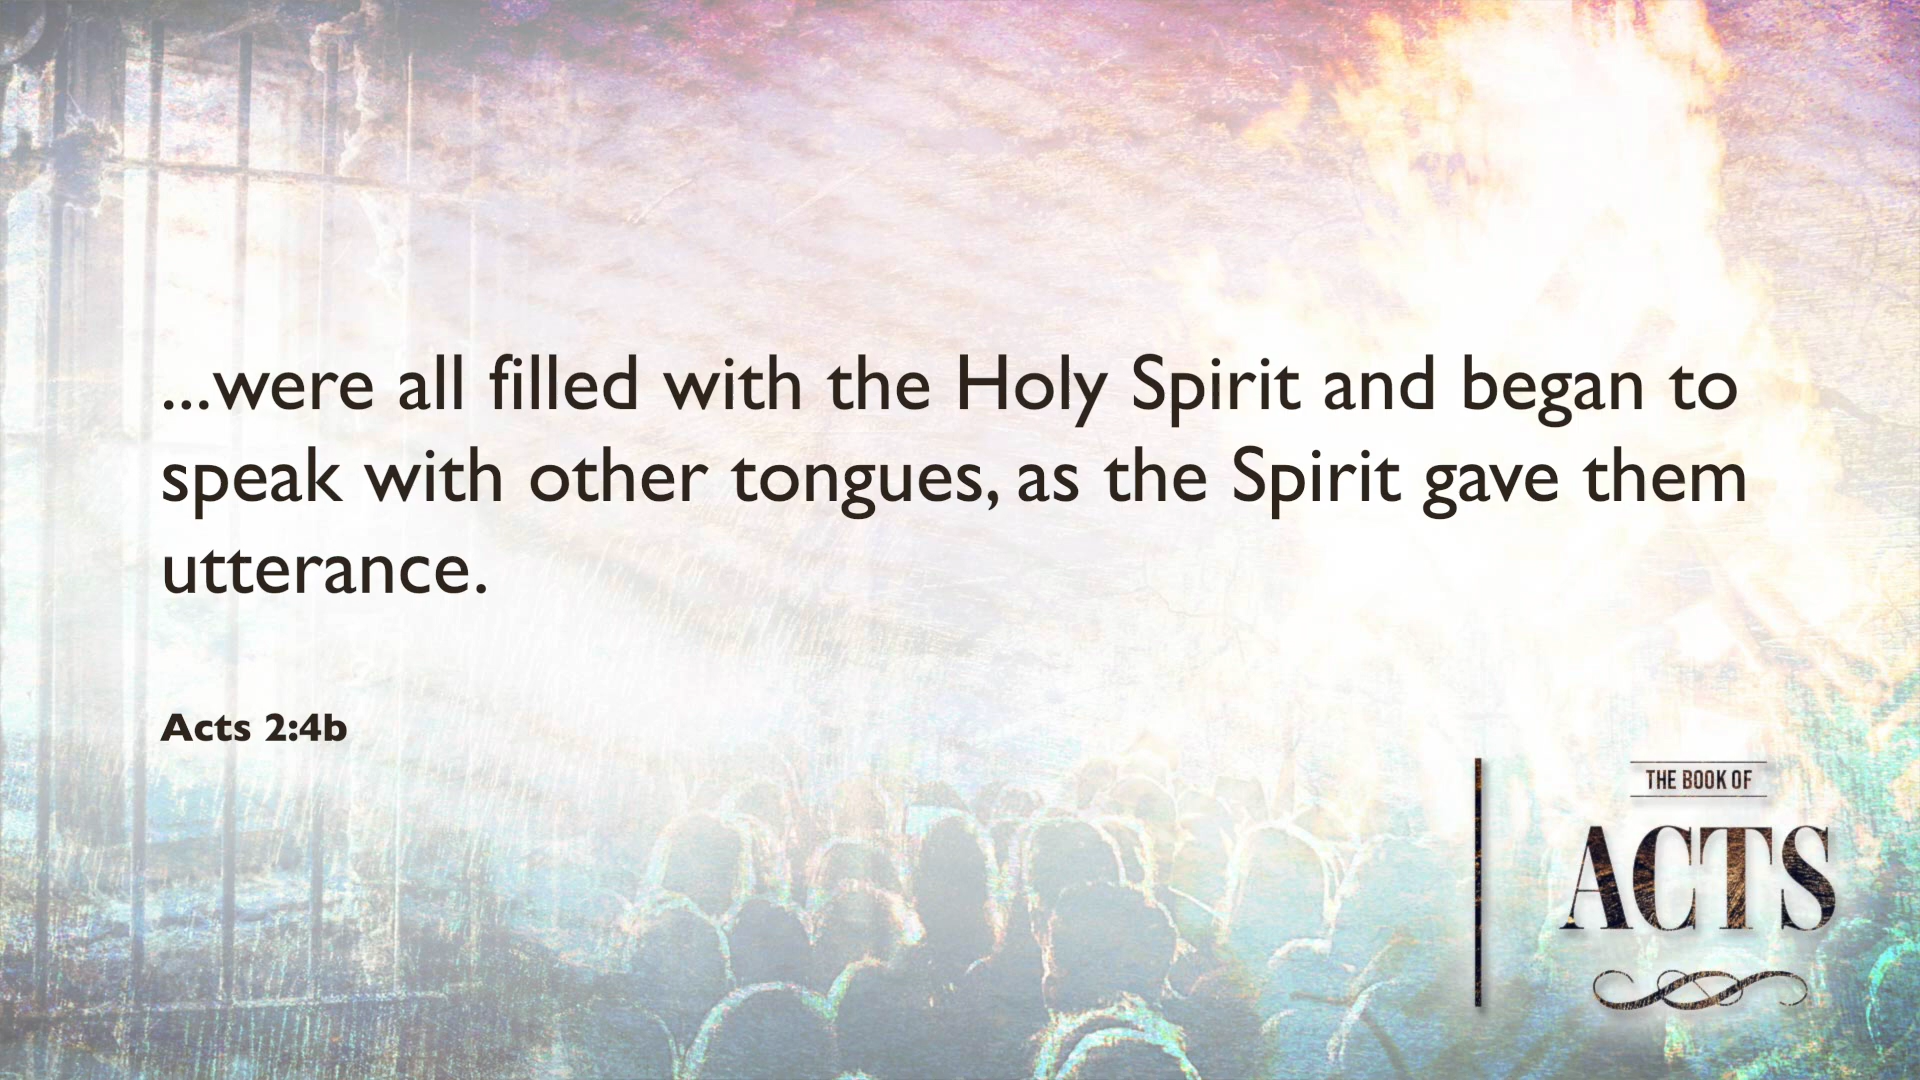 ...were all filled with the Holy Spirit and began to
speak with other tongues, as the Spirit gave them
utterance.
Acts 2:4b
THE BOOK OF
ACTS